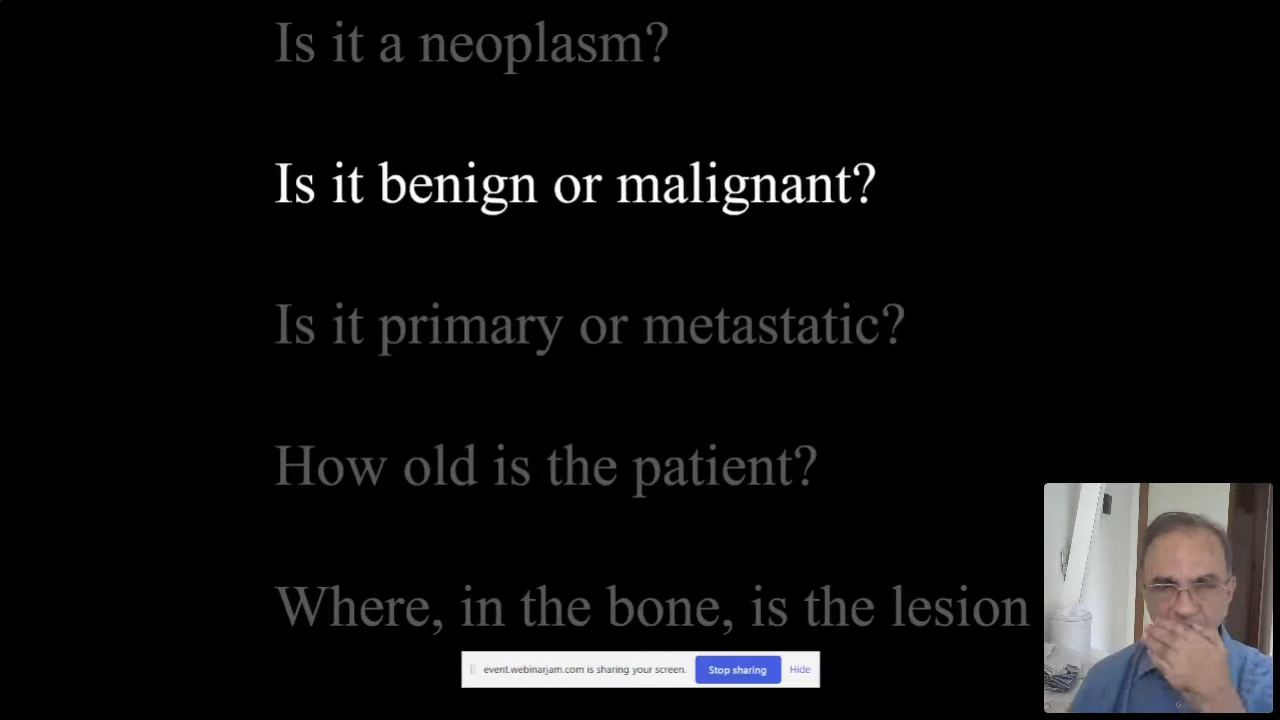 Is it a neoplasm?
Is it benign or malignant?
Is it primary or metastatic?
How old is the patient?
Where, in the bone, is the lesion
event.webinarjam.com is sharing your screen. Stop sharing Hide